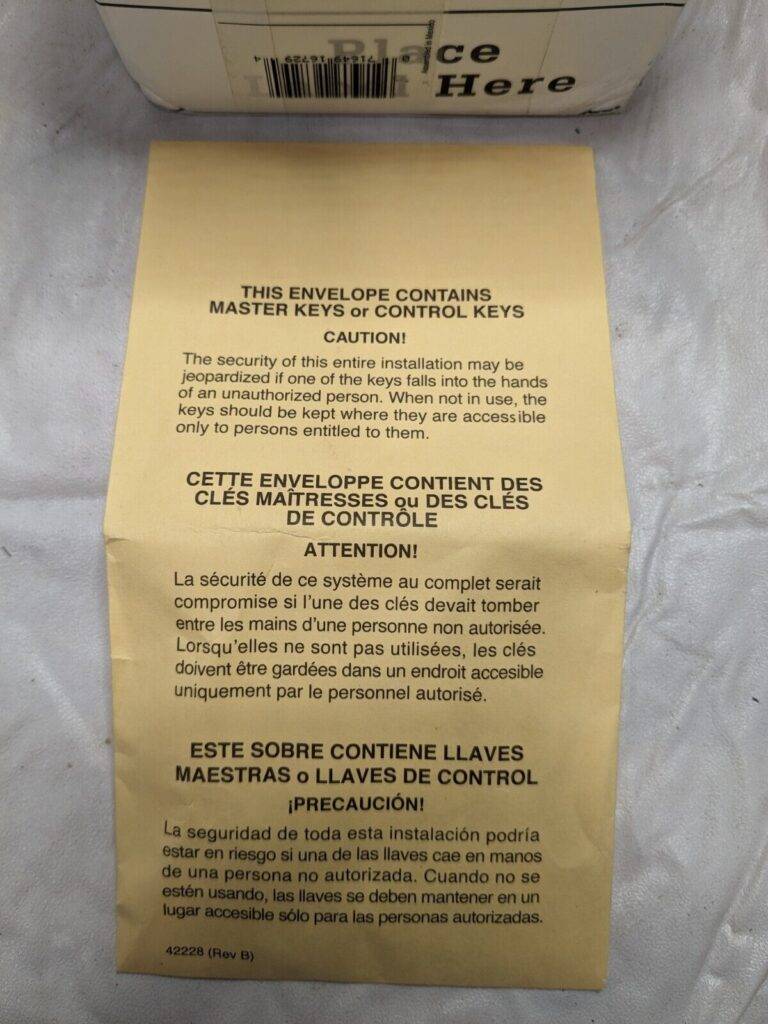 Place
Here
0 71649 16729 4
Assembled in Mexico
THIS ENVELOPE CONTAINS
MASTER KEYS or CONTROL KEYS
CAUTION!
The security of this entire installation may be
jeopardized if one of the keys falls into the hands
of an unauthorized person. When not in use, the
keys should be kept where they are accessible
only to persons entitled to them.
CETTE ENVELOPPE CONTIENT DES
CLÉS MAÎTRESSES ou DES CLÉS
DE CONTRÔLE
ATTENTION!
La sécurité de ce système au complet serait
compromise si l'une des clés devait tomber
entre les mains d'une personne non autorisée.
Lorsqu'elles ne sont pas utilisées, les clés
doivent être gardées dans un endroit accesible
uniquement par le personnel autorisé.
ESTE SOBRE CONTIENE LLAVES
MAESTRAS o LLAVES DE CONTROL
¡PRECAUCIÓN!
La seguridad de toda esta instalación podría
estar en riesgo si una de las llaves cae en manos
de una persona no autorizada. Cuando no se
estén usando, las llaves se deben mantener en un
lugar accesible sólo para las personas autorizadas.
42228 (Rev B)